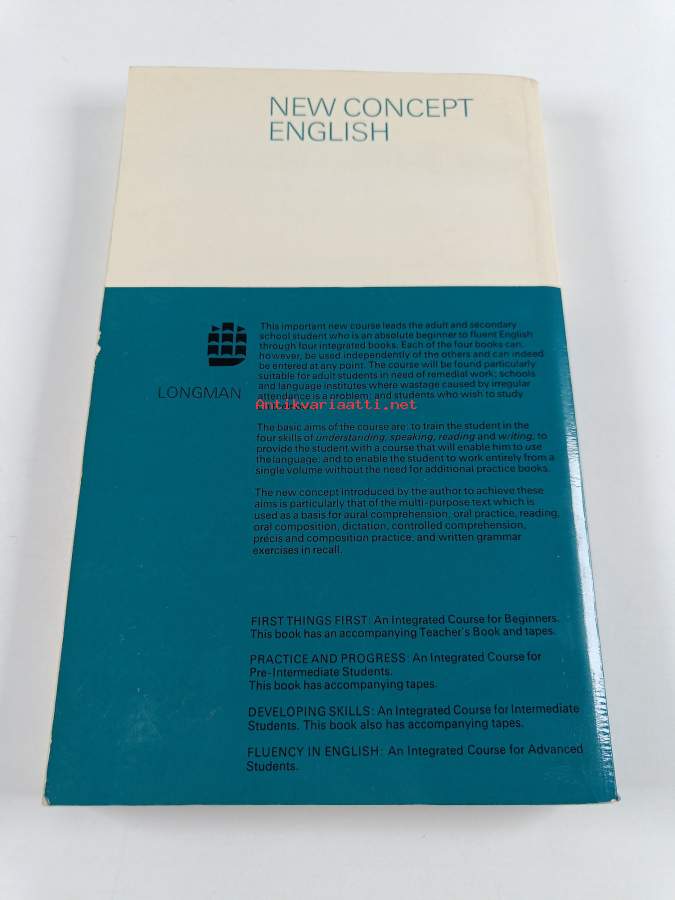 NEW CONCEPT
ENGLISH
This important new course leads the adult and secondary
school student who is an absolute beginner to fluent English
through four integrated books. Each of the four books can,
however, be used independently of the others and can indeed
be entered at any point. The course will be found particularly
suitable for adult students in need of remedial work; schools
and language institutes where wastage caused by irregular
attendance is a problem; and students who wish to study
LONGMAN
Antikvariaatti.net
The basic aims of the course are: to train the student in the
four skills of understanding, speaking, reading and writing; to
provide the student with a course that will enable him to use
the language; and to enable the student to work entirely from a
single volume without the need for additional practice books.
The new concept introduced by the author to achieve these
aims is particularly that of the multi-purpose text which is
used as a basis for aural comprehension, oral practice, reading,
oral composition, dictation, controlled comprehension,
précis and composition practice, and written grammar
exercises in recall.
FIRST THINGS FIRST: An Integrated Course for Beginners.
This book has an accompanying Teacher's Book and tapes.
PRACTICE AND PROGRESS: An Integrated Course for
Pre-Intermediate Students.
This book has accompanying tapes.
DEVELOPING SKILLS: An Integrated Course for Intermediate
Students. This book also has accompanying tapes.
FLUENCY IN ENGLISH: An Integrated Course for Advanced
Students.